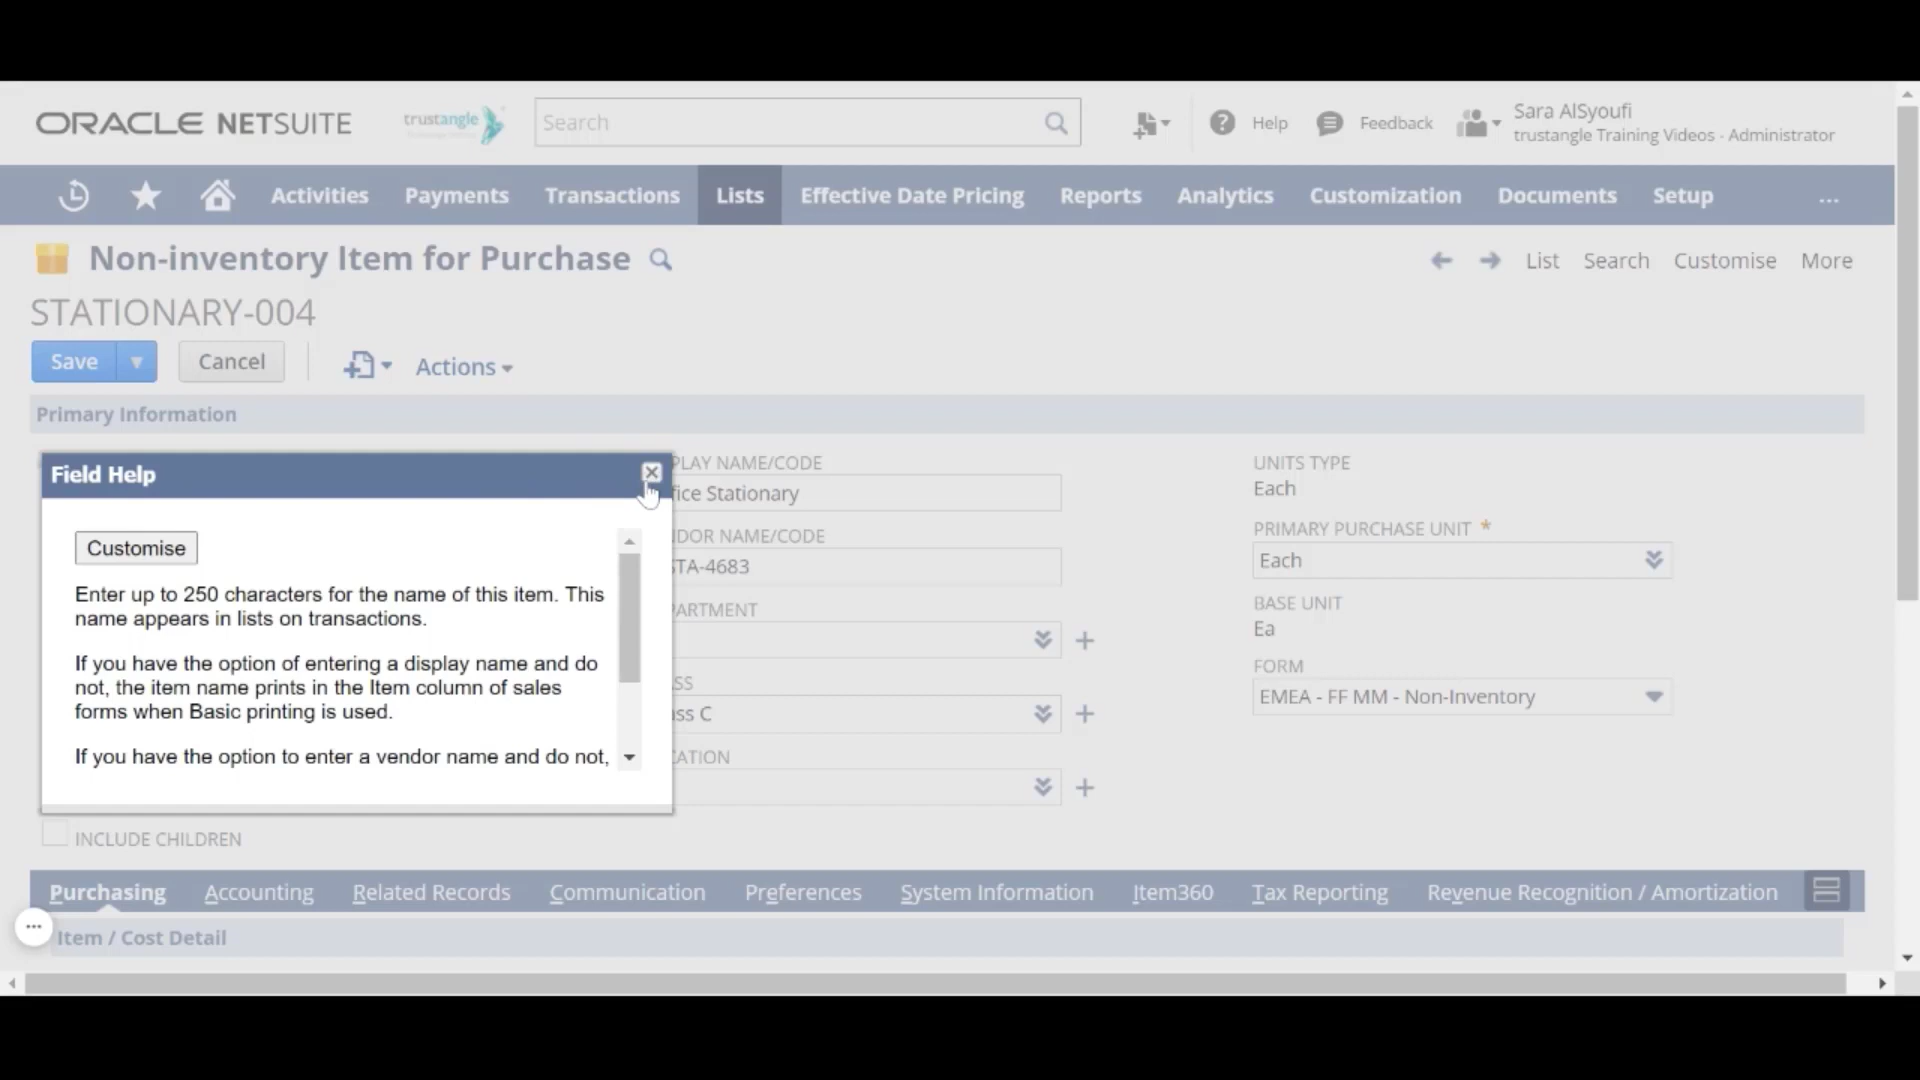 ORACLE NETSUITE
trustangle
Search
Help
Feedback
Sara AlSyoufi
trustangle Training Videos - Administrator
Activities
Payments
Transactions
Lists
Effective Date Pricing
Reports
Analytics
Customization
Documents
Setup
...
Non-inventory Item for Purchase
List
Search
Customise
More
STATIONARY-004
Save
Cancel
Actions
Primary Information
Field Help
Customise
Enter up to 250 characters for the name of this item. This
name appears in lists on transactions.
If you have the option of entering a display name and do
not, the item name prints in the Item column of sales
forms when Basic printing is used.
If you have the option to enter a vendor name and do not,
PLAY NAME/CODE
fice Stationary
DOR NAME/CODE
STA-4683
PARTMENT
SS
ass C
CATION
UNITS TYPE
Each
PRIMARY PURCHASE UNIT *
Each
BASE UNIT
Ea
FORM
EMEA - FF MM - Non-Inventory
INCLUDE CHILDREN
Purchasing
Accounting
Related Records
Communication
Preferences
System Information
Item360
Tax Reporting
Revenue Recognition / Amortization
Item / Cost Detail